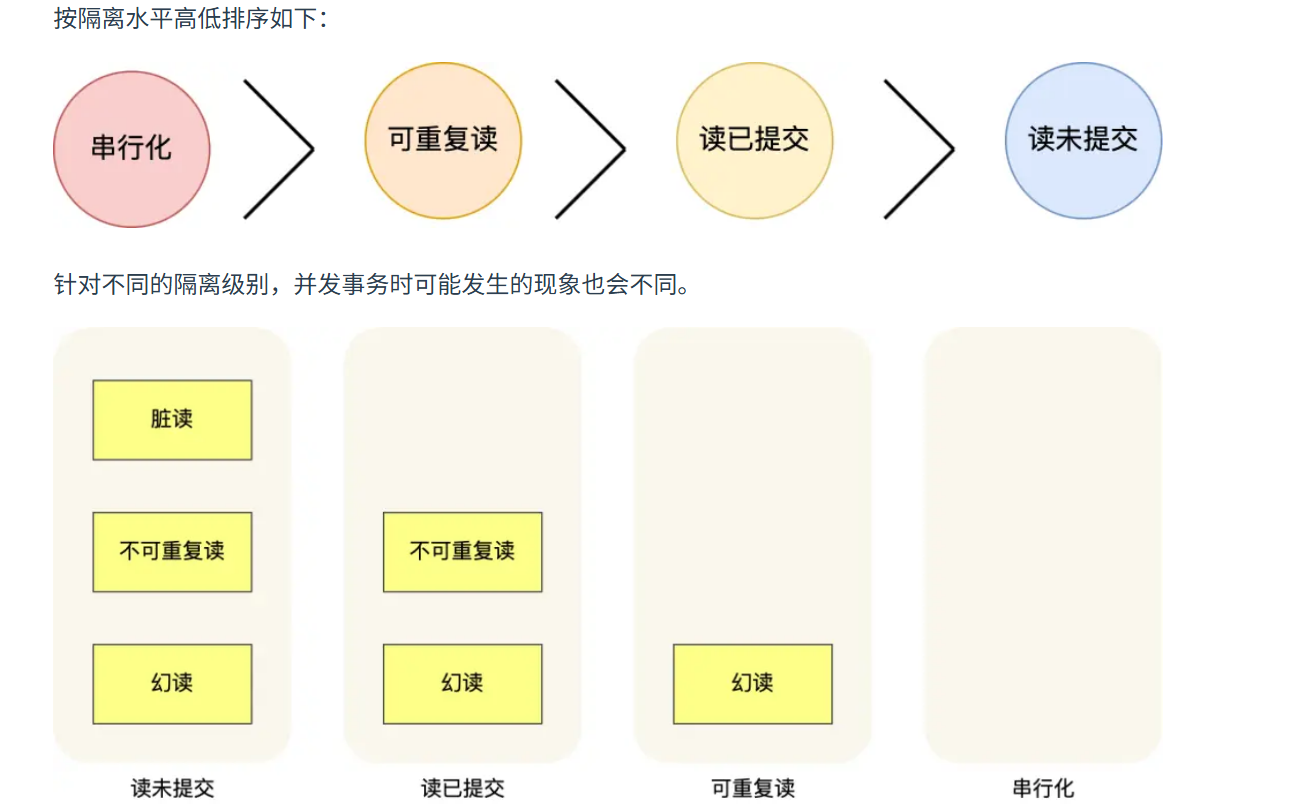 按隔离水平高低排序如下：
串行化 可重复读 读已提交 读未提交
针对不同的隔离级别，并发事务时可能发生的现象也会不同。
脏读
不可重复读 不可重复读
幻读 幻读 幻读
读未提交 读已提交 可重复读 串行化